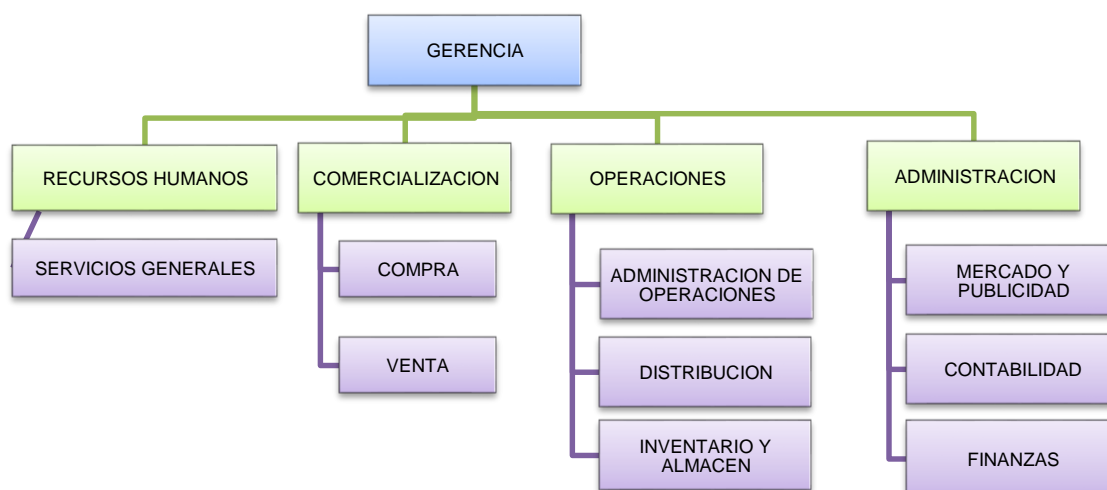 GERENCIA
RECURSOS HUMANOS
COMERCIALIZACION
OPERACIONES
ADMINISTRACION
SERVICIOS GENERALES
COMPRA
VENTA
ADMINISTRACION DE
OPERACIONES
DISTRIBUCION
INVENTARIO Y
ALMACEN
MERCADO Y
PUBLICIDAD
CONTABILIDAD
FINANZAS